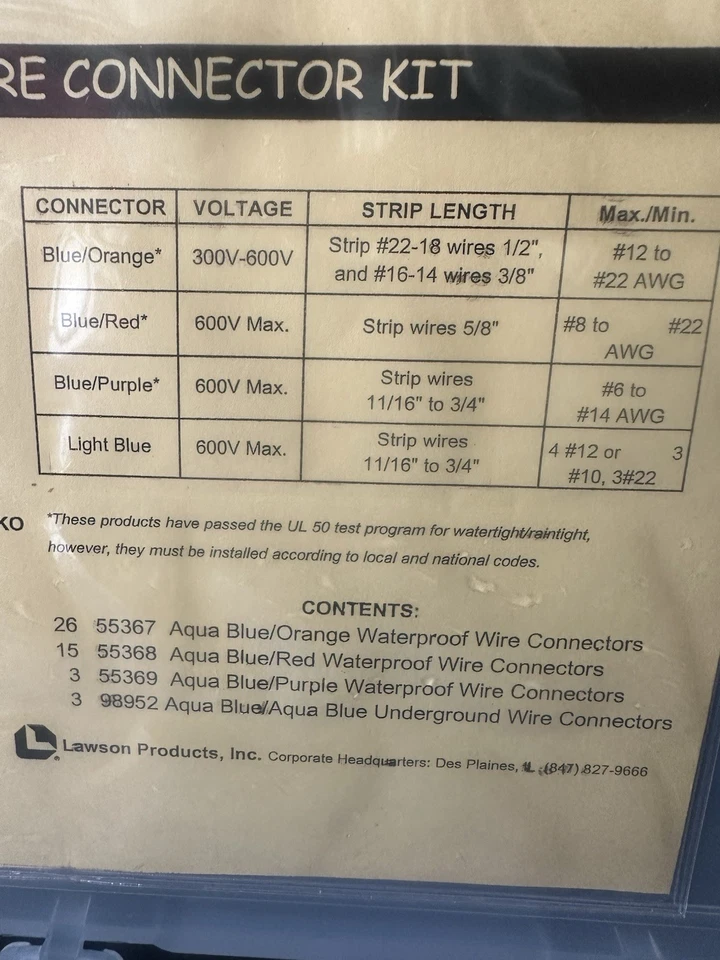 RE CONNECTOR KIT
CONNECTOR VOLTAGE STRIP LENGTH Max./Min.
Blue/Orange* 300V-600V Strip #22-18 wires 1/2", and #16-14 wires 3/8" #12 to #22 AWG
Blue/Red* 600V Max. Strip wires 5/8" #8 to #22 AWG
Blue/Purple* 600V Max. Strip wires 11/16" to 3/4" #6 to #14 AWG
Light Blue 600V Max. Strip wires 11/16" to 3/4" 4 #12 or 3 #10, 3#22
KO
*These products have passed the UL 50 test program for watertight/raintight,
however, they must be installed according to local and national codes.
CONTENTS:
26 55367 Aqua Blue/Orange Waterproof Wire Connectors
15 55368 Aqua Blue/Red Waterproof Wire Connectors
3 55369 Aqua Blue/Purple Waterproof Wire Connectors
3 98952 Aqua Blue/Aqua Blue Underground Wire Connectors
Lawson Products, Inc. Corporate Headquarters: Des Plaines, IL (847) 827-9666